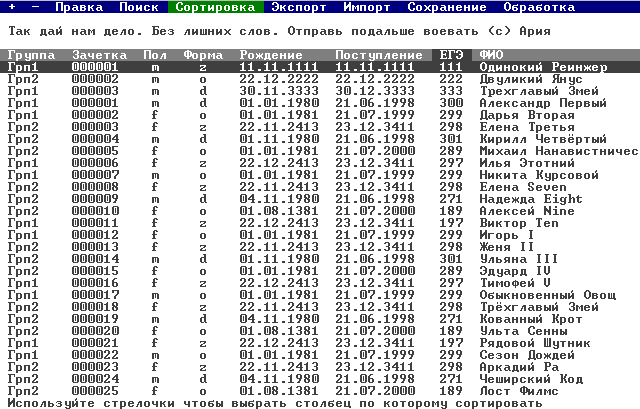 + - Правка Поиск Сортировка Экспорт Импорт Сохранение Обработка
Так дай нам дело. Без лишних слов. Отправь подальше воевать (с) Ария
Группа Зачетка Пол Форма Рождение Поступление ЕГЭ ФИО
Грп1 000001 m z 11.11.1111 11.11.1111 111 Одинокий Реинжер
Грп2 000002 m o 22.12.2222 22.12.2222 222 Двуликий Янус
Грп2 000003 m d 30.11.3333 30.12.3333 333 Трехглавый Змей
Грп1 000001 m d 01.01.1980 21.06.1998 300 Александр Первый
Грп1 000002 f o 01.01.1981 21.07.1999 299 Дарья Вторая
Грп2 000003 f z 22.11.2413 23.12.3411 298 Елена Третья
Грп2 000004 m d 01.11.1980 21.06.1998 301 Кирилл Четвёртый
Грп2 000005 f o 01.01.1981 21.07.2000 289 Михаил Нанавистничес
Грп1 000006 f z 22.12.2413 23.12.3411 297 Илья Этотний
Грп1 000007 m o 01.01.1981 21.07.1999 299 Никита Курсовой
Грп2 000008 f z 22.11.2413 23.12.3411 298 Елена Seven
Грп2 000009 m d 04.11.1980 21.06.1998 271 Надежда Eight
Грп2 000010 f o 01.08.1381 21.07.2000 189 Алексей Nine
Грп1 000011 f z 22.12.2413 23.12.3411 197 Виктор Ten
Грп1 000012 f o 01.01.1981 21.07.1999 299 Игорь I
Грп2 000013 f z 22.11.2413 23.12.3411 298 Женя II
Грп2 000014 m d 01.11.1980 21.06.1998 301 Ульяна III
Грп2 000015 f o 01.01.1981 21.07.2000 289 Эдуард IV
Грп1 000016 f z 22.12.2413 23.12.3411 297 Тимофей V
Грп1 000017 m o 01.01.1981 21.07.1999 299 Обыкновенный Овощ
Грп2 000018 f z 22.11.2413 23.12.3411 298 Трёхглавый Змей
Грп2 000019 m d 04.11.1980 21.06.1998 271 Кованный Крот
Грп2 000020 f o 01.08.1381 21.07.2000 189 Ульта Сенны
Грп1 000021 f z 22.12.2413 23.12.3411 197 Рядовой Шутник
Грп1 000022 m o 01.01.1981 21.07.1999 299 Сезон Дождей
Грп2 000023 f z 22.11.2413 23.12.3411 298 Аркадий Ра
Грп2 000024 m d 04.11.1980 21.06.1998 271 Чеширский Код
Грп2 000025 f o 01.08.1381 21.07.2000 189 Лост Филмс
Используйте стрелочки чтобы выбрать столбец по которому сортировать